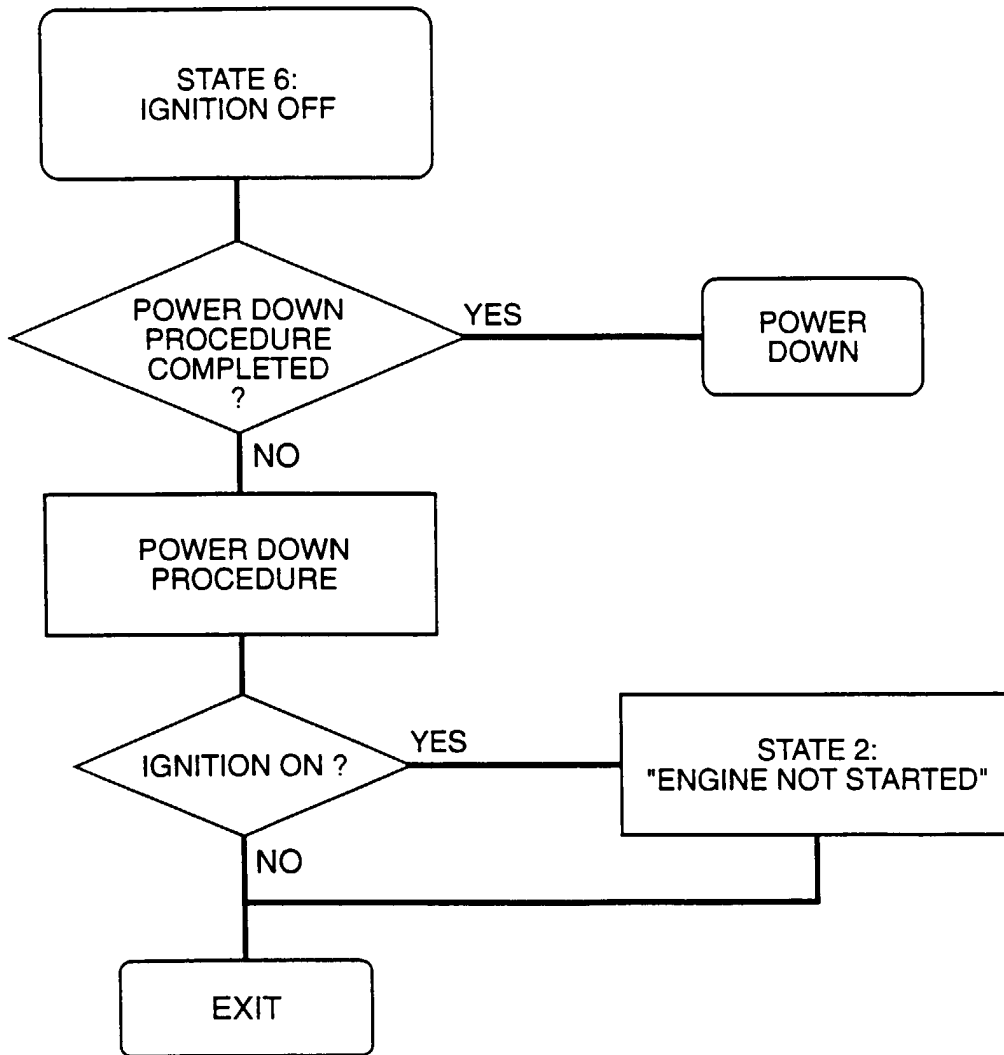 STATE 6:
IGNITION OFF
POWER DOWN
PROCEDURE
COMPLETED
?
YES
POWER
DOWN
NO
POWER DOWN
PROCEDURE
IGNITION ON ?
YES
STATE 2:
"ENGINE NOT STARTED"
NO
EXIT